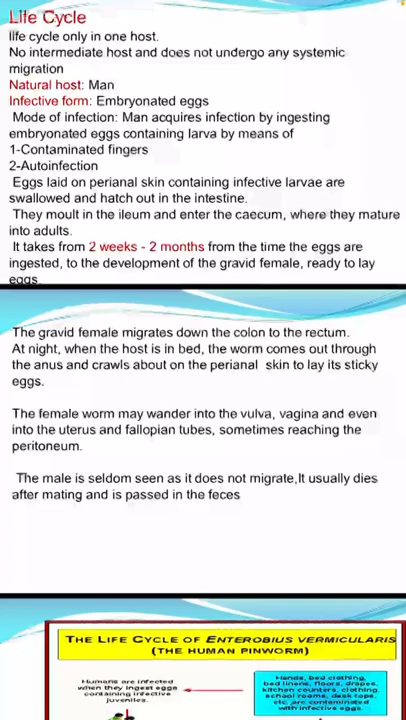 Life Cycle
life cycle only in one host.
No intermediate host and does not undergo any systemic
migration
Natural host: Man
Infective form: Embryonated eggs
Mode of infection: Man acquires infection by ingesting
embryonated eggs containing larva by means of
1-Contaminated fingers
2-Autoinfection
Eggs laid on perianal skin containing infective larvae are
swallowed and hatch out in the intestine.
They moult in the ileum and enter the caecum, where they mature
into adults.
It takes from 2 weeks - 2 months from the time the eggs are
ingested, to the development of the gravid female, ready to lay
eggs.
The gravid female migrates down the colon to the rectum.
At night, when the host is in bed, the worm comes out through
the anus and crawls about on the perianal skin to lay its sticky
eggs.
The female worm may wander into the vulva, vagina and even
into the uterus and fallopian tubes, sometimes reaching the
peritoneum.
The male is seldom seen as it does not migrate,It usually dies
after mating and is passed in the feces
THE LIFE CYCLE OF ENTEROBIUS VERMICULARIS
(THE HUMAN PINWORM)
Humans are infected
when they ingest eggs
containing infective
juveniles.
Hands, bed clothing,
bed linens, floors, drapes,
kitchen counters, clothing,
school rooms, desk tops,
etc. are contaminated
with infective eggs.